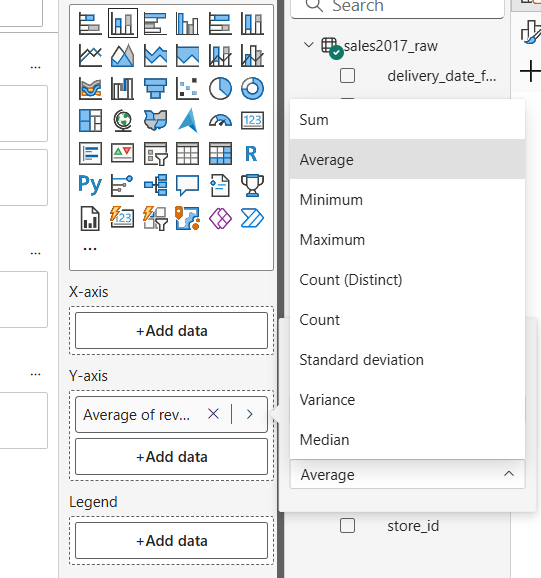 Search
sales2017_raw
delivery_date_f...
123
R
Py
123
...
X-axis
+Add data
Y-axis
Average of rev...
+Add data
Legend
+Add data
Sum
Average
Minimum
Maximum
Count (Distinct)
Count
Standard deviation
Variance
Median
Average
store_id